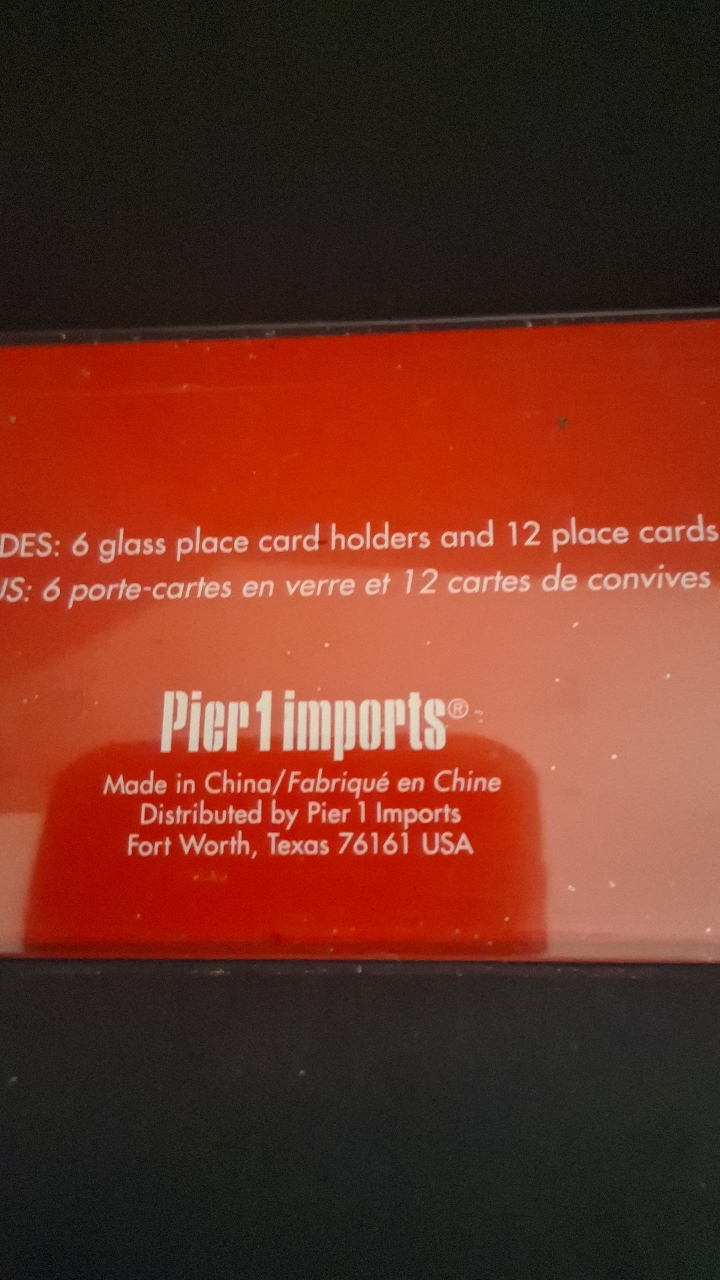 DES: 6 glass place card holders and 12 place cards
US: 6 porte-cartes en verre et 12 cartes de convives
Pier 1 imports®
Made in China/Fabriqué en Chine
Distributed by Pier 1 Imports
Fort Worth, Texas 76161 USA